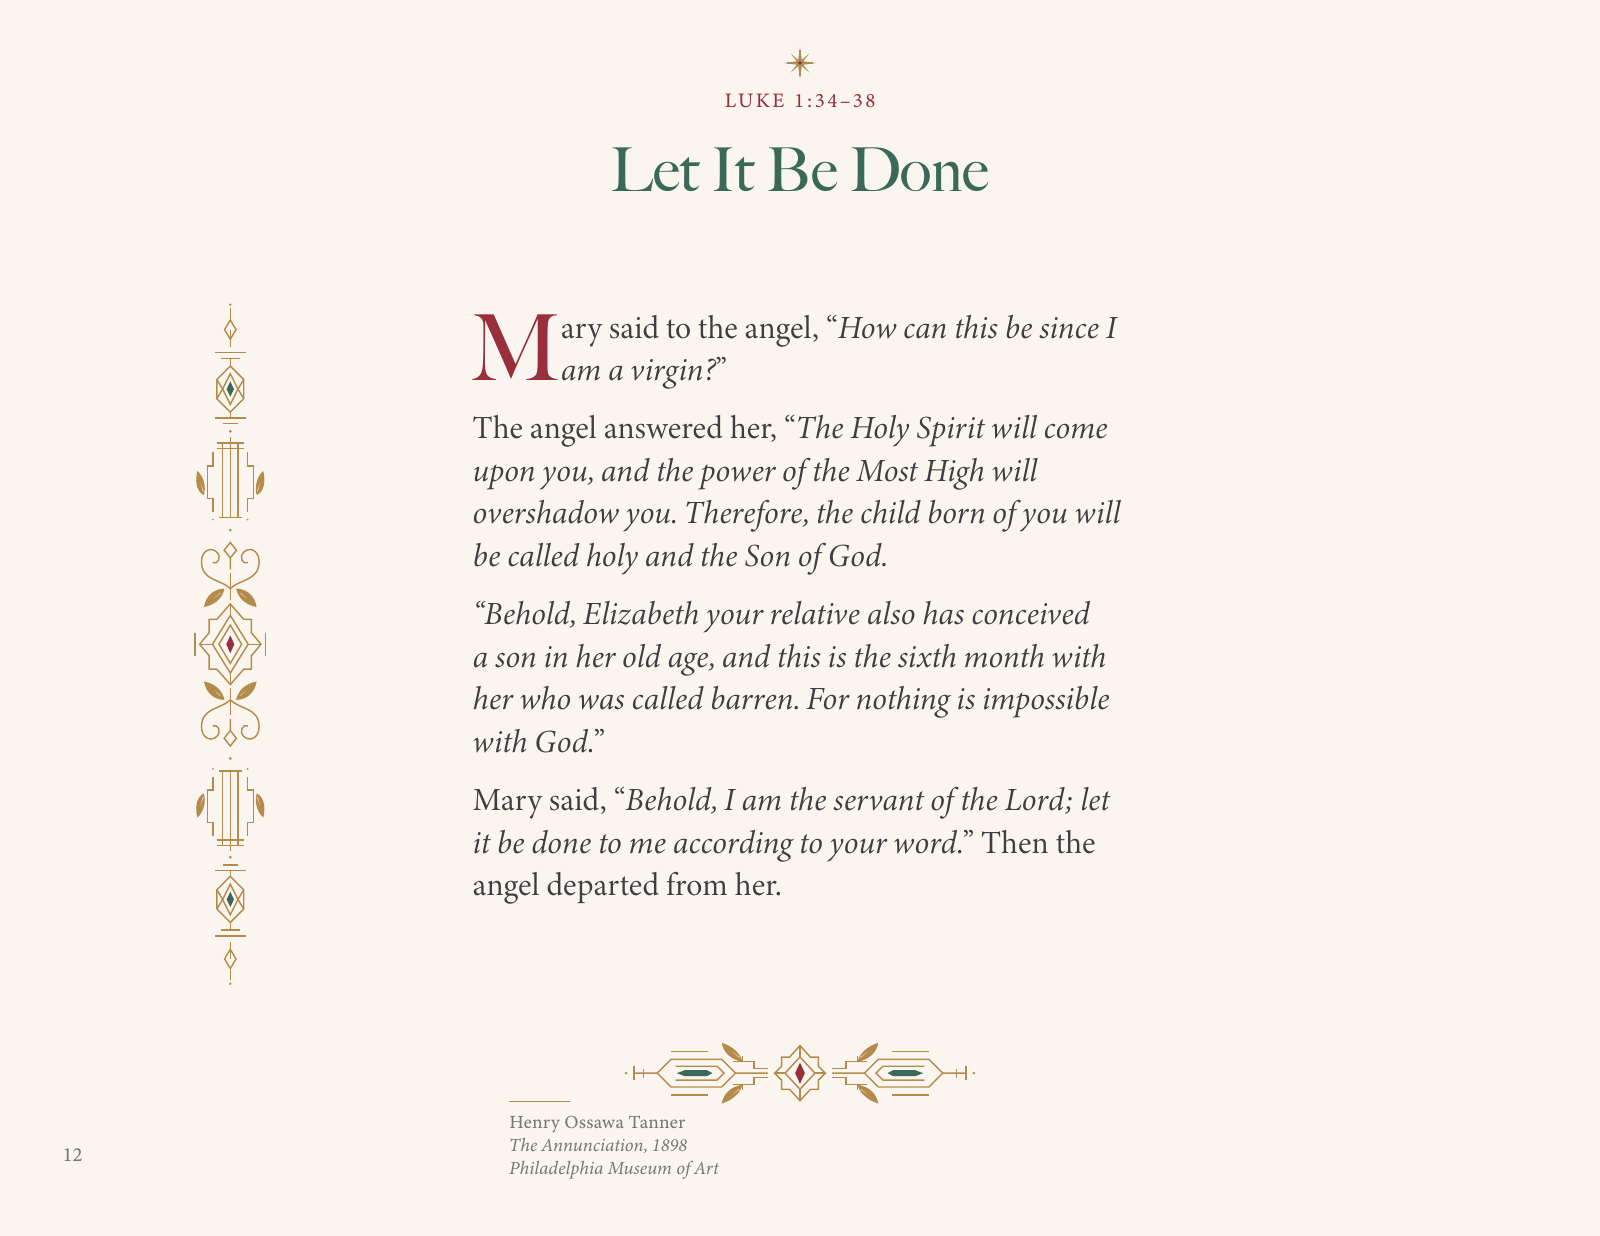 LUKE 1:34–38
Let It Be Done
Mary said to the angel, “How can this be since I
am a virgin?”
The angel answered her, “The Holy Spirit will come
upon you, and the power of the Most High will
overshadow you. Therefore, the child born of you will
be called holy and the Son of God.
“Behold, Elizabeth your relative also has conceived
a son in her old age, and this is the sixth month with
her who was called barren. For nothing is impossible
with God.”
Mary said, “Behold, I am the servant of the Lord; let
it be done to me according to your word.” Then the
angel departed from her.
Henry Ossawa Tanner
The Annunciation, 1898
Philadelphia Museum of Art
12